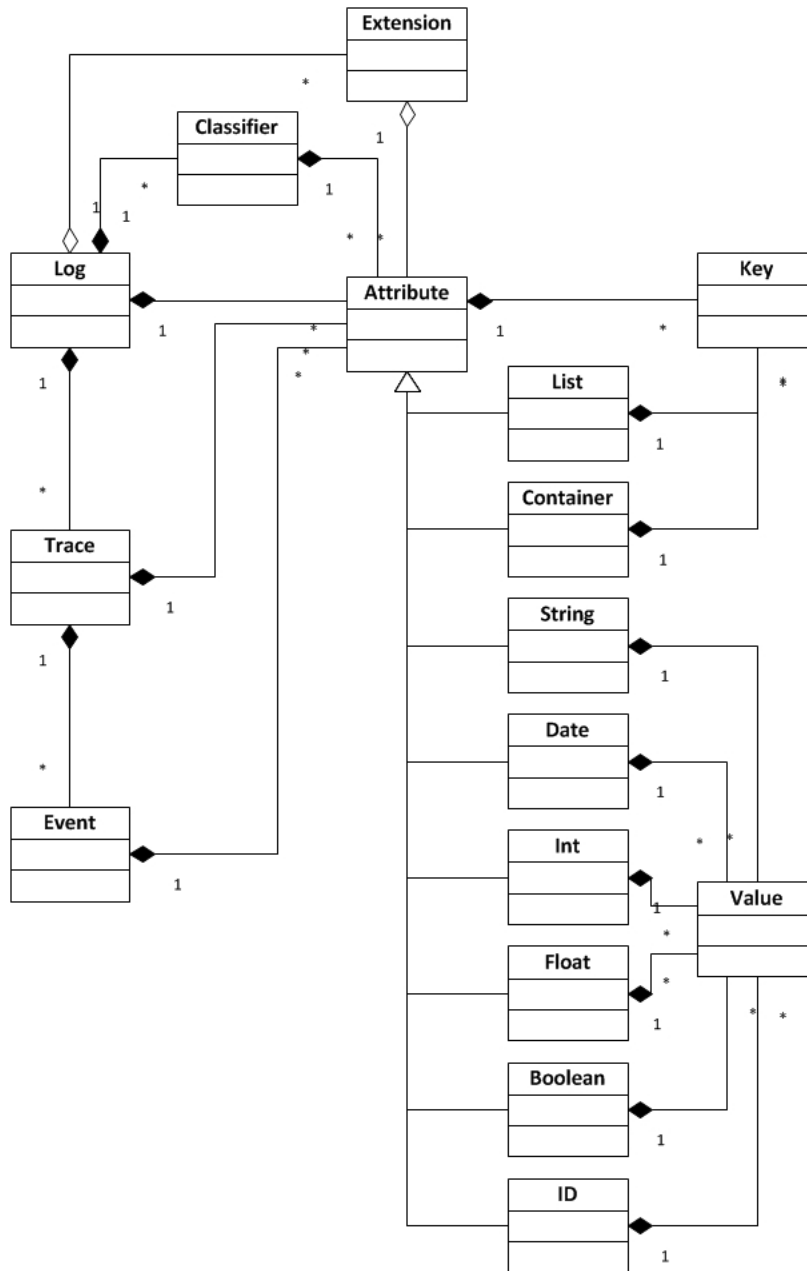 Extension
*
1
Classifier
*
1
1
1
*
*
Log
1
Attribute
1
*
Key
*
*
*
1
*
*
List
1
Container
1
*
Trace
1
1
String
1
Date
1
*
*
*
Event
1
Int
1
*
Value
Float
*
1
*
*
Boolean
1
ID
1